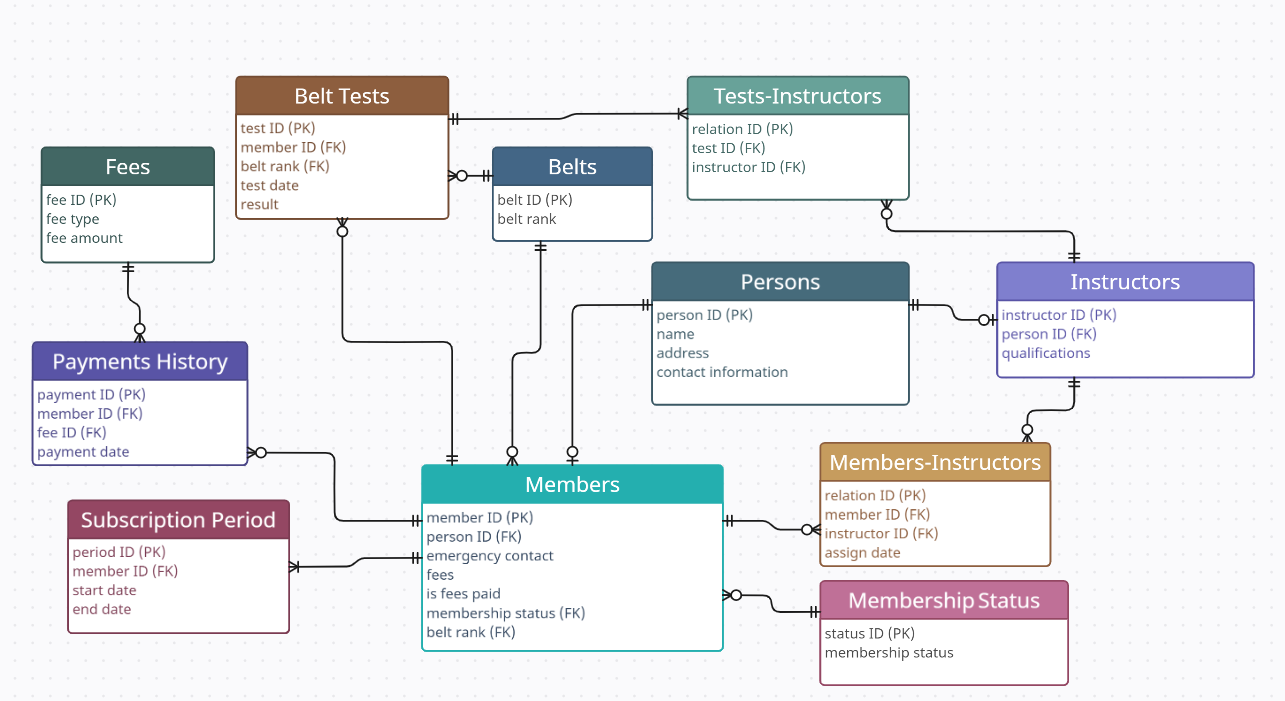 Belt Tests
test ID (PK)
member ID (FK)
belt rank (FK)
test date
result
Tests-Instructors
relation ID (PK)
test ID (FK)
instructor ID (FK)
Fees
fee ID (PK)
fee type
fee amount
Belts
belt ID (PK)
belt rank
Persons
person ID (PK)
name
address
contact information
Instructors
instructor ID (PK)
person ID (FK)
qualifications
Payments History
payment ID (PK)
member ID (FK)
fee ID (FK)
payment date
Members
member ID (PK)
person ID (FK)
emergency contact
fees
is fees paid
membership status (FK)
belt rank (FK)
Members-Instructors
relation ID (PK)
member ID (FK)
instructor ID (FK)
assign date
Subscription Period
period ID (PK)
member ID (FK)
start date
end date
Membership Status
status ID (PK)
membership status